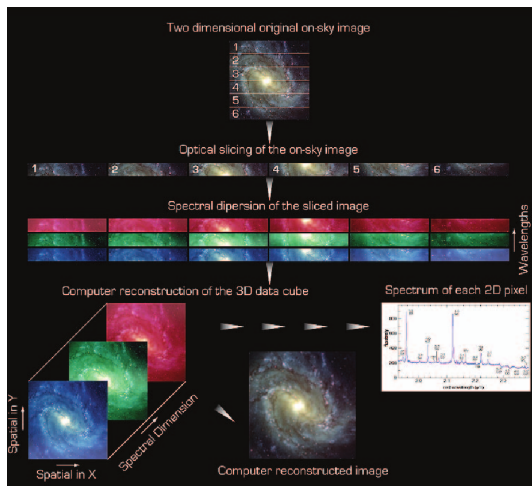 Two dimensional original on-sky image
1
2
3
4
5
6
Optical slicing of the on-sky image
1 2 3 4 5 6
Spectral dipersion of the sliced image
Wavelengths
Computer reconstruction of the 3D data cube
Spectrum of each 2D pixel
Spatial in Y
Spatial in X
Spectral Dimension
Computer reconstructed image